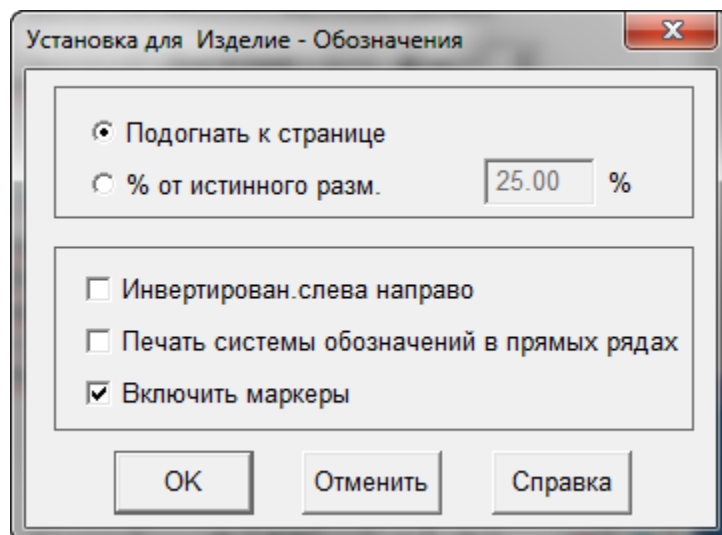 Установка для  Изделие - Обозначения
Подогнать к странице
% от истинного разм. 25.00 %
Инвертирован.слева направо
Печать системы обозначений в прямых рядах
Включить маркеры
OK Отменить Справка